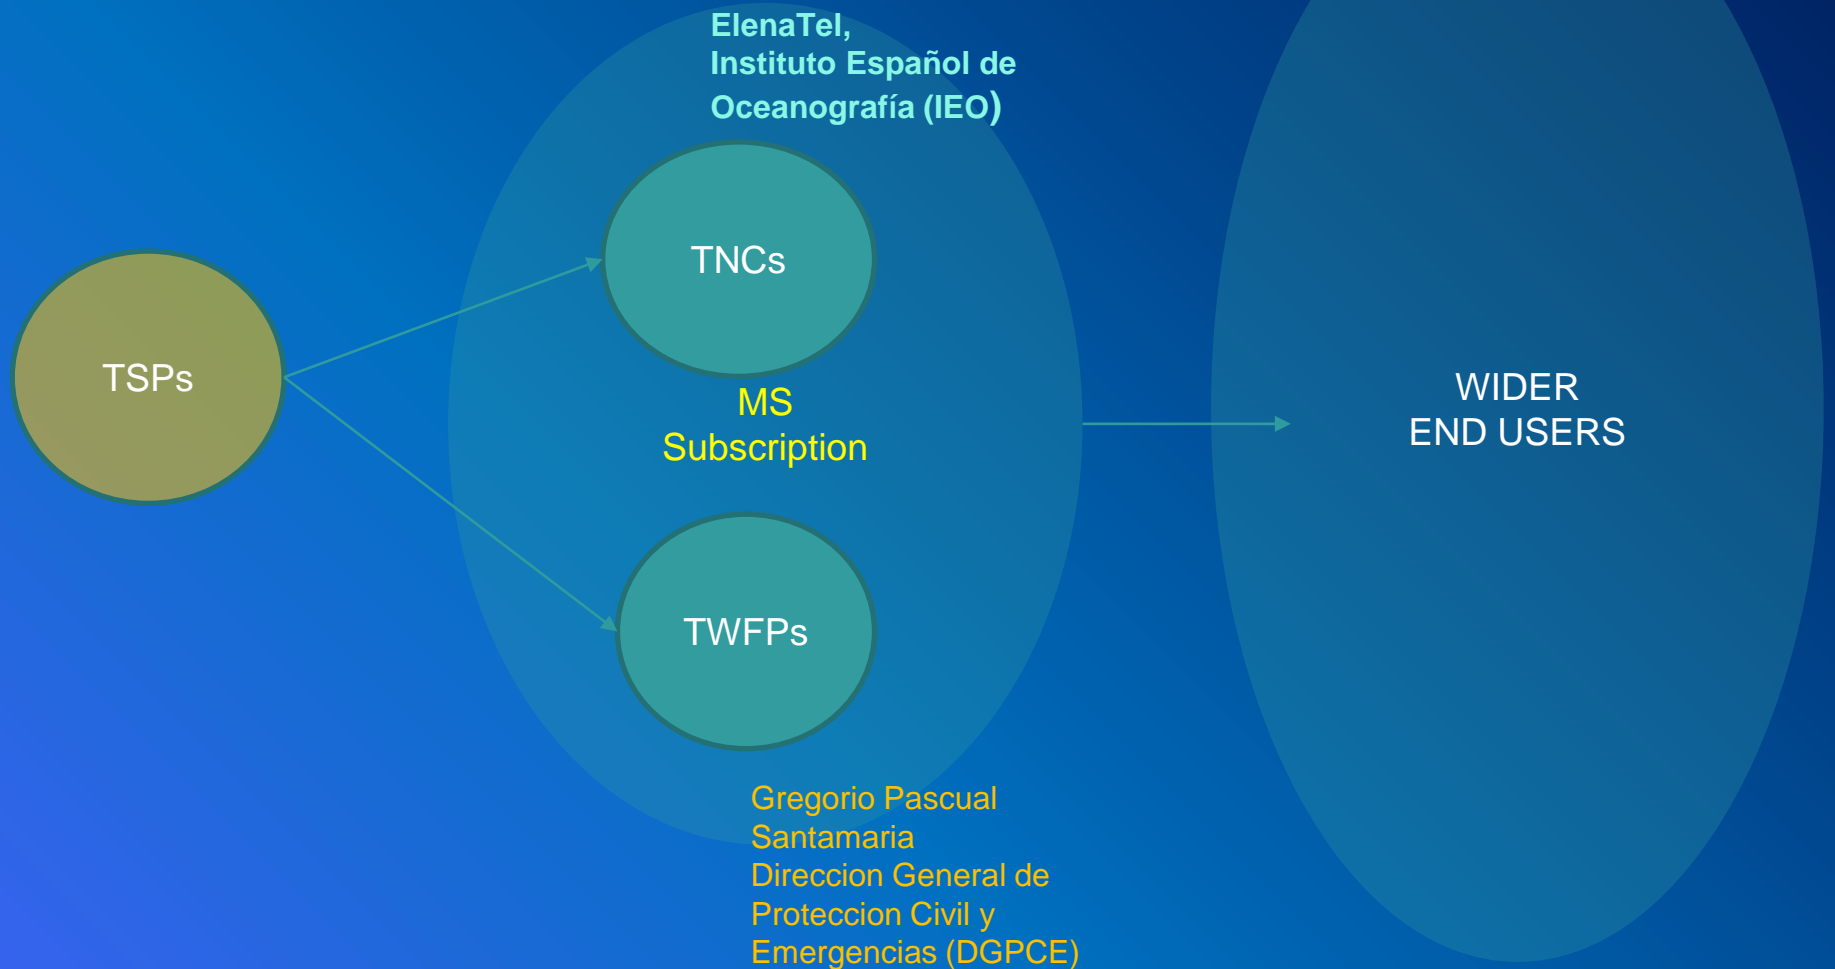 ElenaTel,
Instituto Español de
Oceanografía (IEO)
TNCs
TSPs
MS
Subscription
WIDER
END USERS
TWFPs
Gregorio Pascual
Santamaria
Direccion General de
Proteccion Civil y
Emergencias (DGPCE)